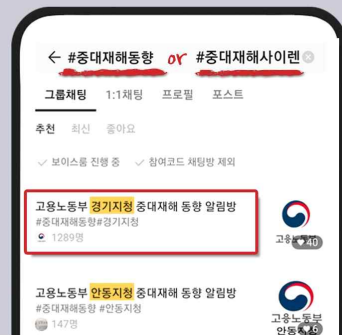 ← #중대재해동향 or #중대재해사이렌
그룹채팅 1:1채팅 프로필 포스트
추천 최신 좋아요
✓ 보이스룸 진행 중 ✓ 참여코드 채팅방 제외
고용노동부 경기지청 중대재해 동향 알림방
#중대재해동향#경기지청
1289명
고용노동부
40
고용노동부 안동지청 중대재해 동향 알림방
#중대재해동향 #안동지청
147명
고용노동부
안동지청
6